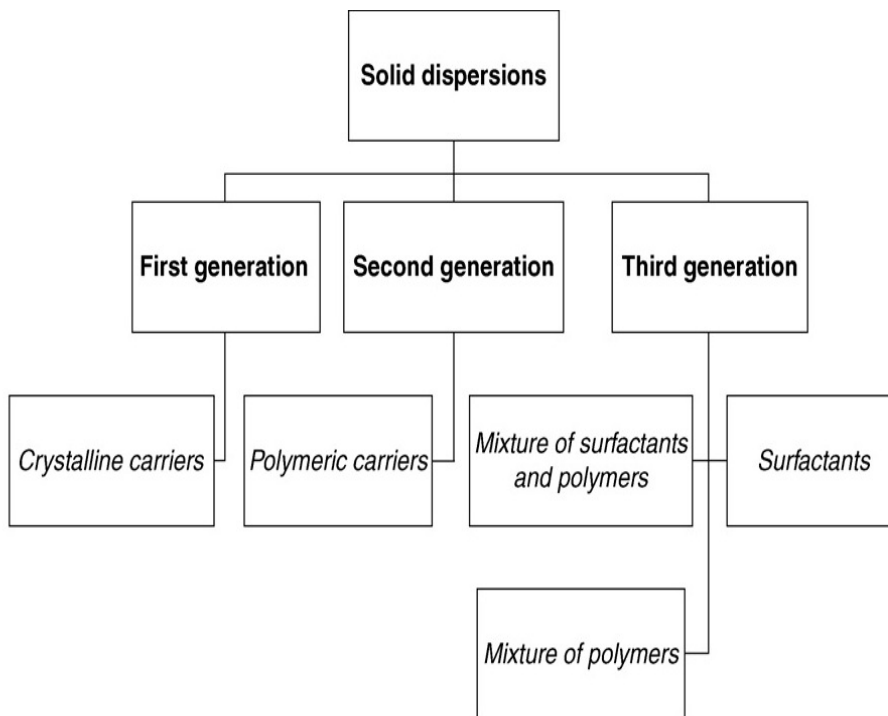 Solid dispersions
First generation
Second generation
Third generation
Crystalline carriers
Polymeric carriers
Mixture of surfactants
and polymers
Surfactants
Mixture of polymers